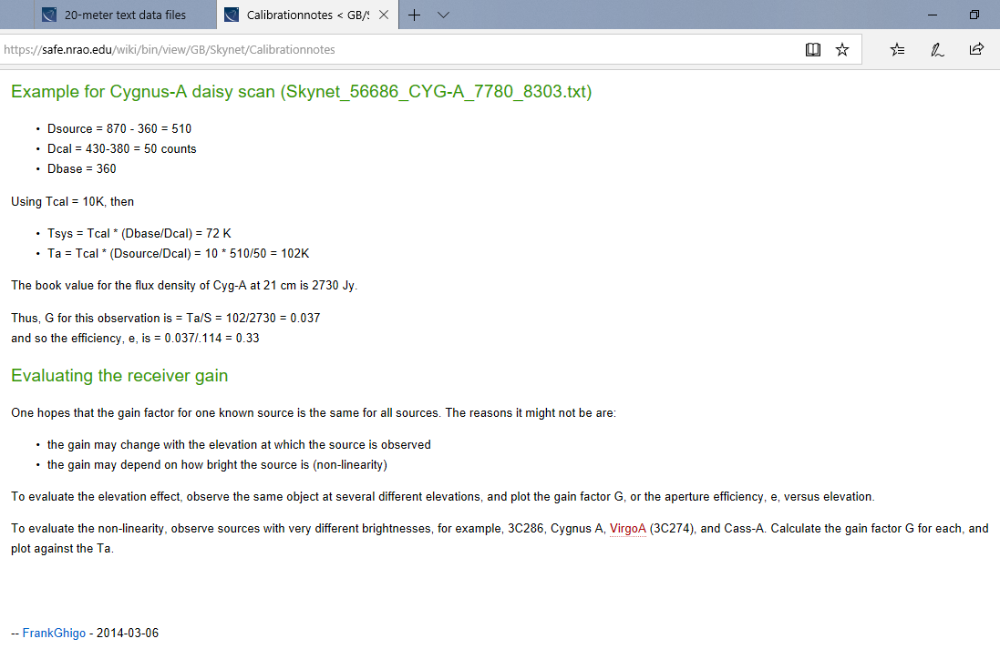 20-meter text data files
Calibrationnotes < GB/S
https://safe.nrao.edu/wiki/bin/view/GB/Skynet/Calibrationnotes
Example for Cygnus-A daisy scan (Skynet_56686_CYG-A_7780_8303.txt)
• Dsource = 870 - 360 = 510
• Dcal = 430-380 = 50 counts
• Dbase = 360
Using Tcal = 10K, then
• Tsys = Tcal * (Dbase/Dcal) = 72 K
• Ta = Tcal * (Dsource/Dcal) = 10 * 510/50 = 102K
The book value for the flux density of Cyg-A at 21 cm is 2730 Jy.
Thus, G for this observation is = Ta/S = 102/2730 = 0.037
and so the efficiency, e, is = 0.037/.114 = 0.33
Evaluating the receiver gain
One hopes that the gain factor for one known source is the same for all sources. The reasons it might not be are:
• the gain may change with the elevation at which the source is observed
• the gain may depend on how bright the source is (non-linearity)
To evaluate the elevation effect, observe the same object at several different elevations, and plot the gain factor G, or the aperture efficiency, e, versus elevation.
To evaluate the non-linearity, observe sources with very different brightnesses, for example, 3C286, Cygnus A, VirgoA (3C274), and Cass-A. Calculate the gain factor G for each, and
plot against the Ta.
-- FrankGhigo - 2014-03-06